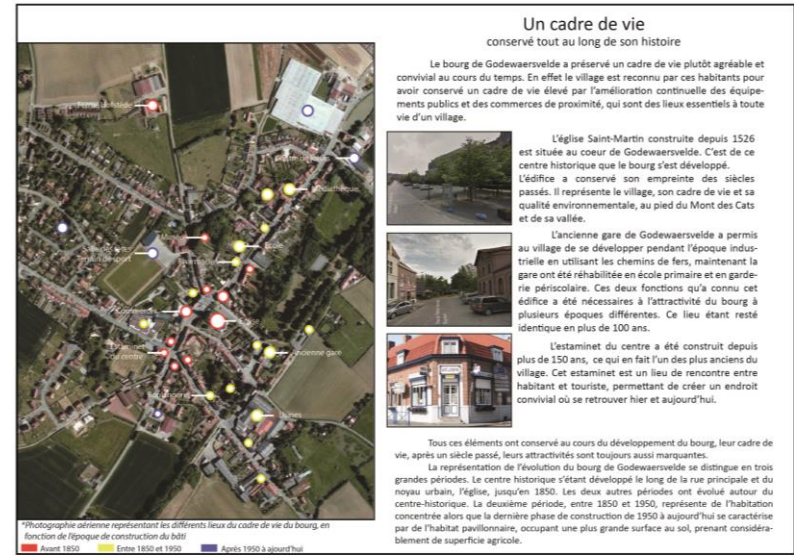 Un cadre de vie
conservé tout au long de son histoire
Le bourg de Godewaersvelde a préservé un cadre de vie plutôt agréable et
convivial au cours du temps. En effet le village est reconnu par ces habitants pour
avoir conservé un cadre de vie élevé par l'amélioration continuelle des équipe-
ments publics et des commerces de proximité, qui sont des lieux essentiels à toute
vie d'un village.
L'église Saint-Martin construite depuis 1526
est située au coeur de Godewaersvelde. C'est de ce
centre historique que le bourg s'est développé.
L'édifice a conservé son empreinte des siècles
passés. Il représente le village, son cadre de vie et sa
qualité environnementale, au pied du Mont des Cats
et de sa vallée.
L'ancienne gare de Godewaersvelde a permis
au village de se développer pendant l'époque indus-
trielle en utilisant les chemins de fers, maintenant la
gare ont été réhabilitée en école primaire et en garde-
rie périscolaire. Ces deux fonctions qu'a connu cet
édifice a été nécessaires à l'attractivité du bourg à
plusieurs époques différentes. Ce lieu étant resté
identique en plus de 100 ans.
L'estaminet du centre a été construit depuis
plus de 150 ans, ce qui en fait l'un des plus anciens du
village. Cet estaminet est un lieu de rencontre entre
habitant et touriste, permettant de créer un endroit
convivial où se retrouver hier et aujourd'hui.
Tous ces éléments ont conservé au cours du développement du bourg, leur cadre de
vie, après un siècle passé, leurs attractivités sont toujours aussi marquantes.
La représentation de l'évolution du bourg de Godewaersvelde se distingue en trois
grandes périodes. Le centre historique s'étant développé le long de la rue principale et du
noyau urbain, l'église, jusqu'en 1850. Les deux autres périodes ont évolué autour du
centre-historique. La deuxième période, entre 1850 et 1950, représente de l'habitation
concentrée alors que la dernière phase de construction de 1950 à aujourd'hui se caractérise
par de l'habitat pavillonnaire, occupant une plus grande surface au sol, prenant considéra-
blement de superficie agricole.
Médiathèque
École
Terrain de sport
Estaminet
du centre
Ancienne gare
*Photographie aérienne représentant les différents lieux du cadre de vie du bourg, en
fonction de l'époque de construction du bâti
Avant 1850 Entre 1850 et 1950 Après 1950 à aujourd'hui